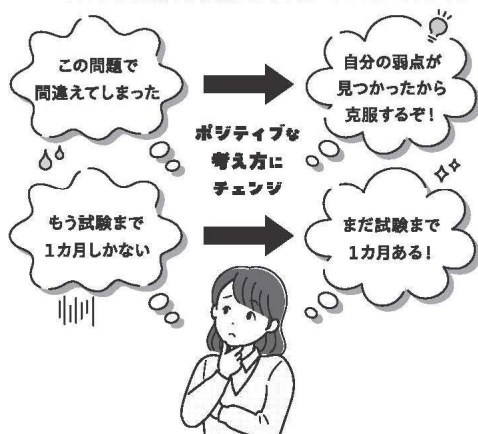 この問題で
間違えてしまった
自分の弱点が
見つかったから
克服するぞ！
ポジティブな
考え方に
チェンジ
もう試験まで
1カ月しかない
まだ試験まで
1カ月ある！